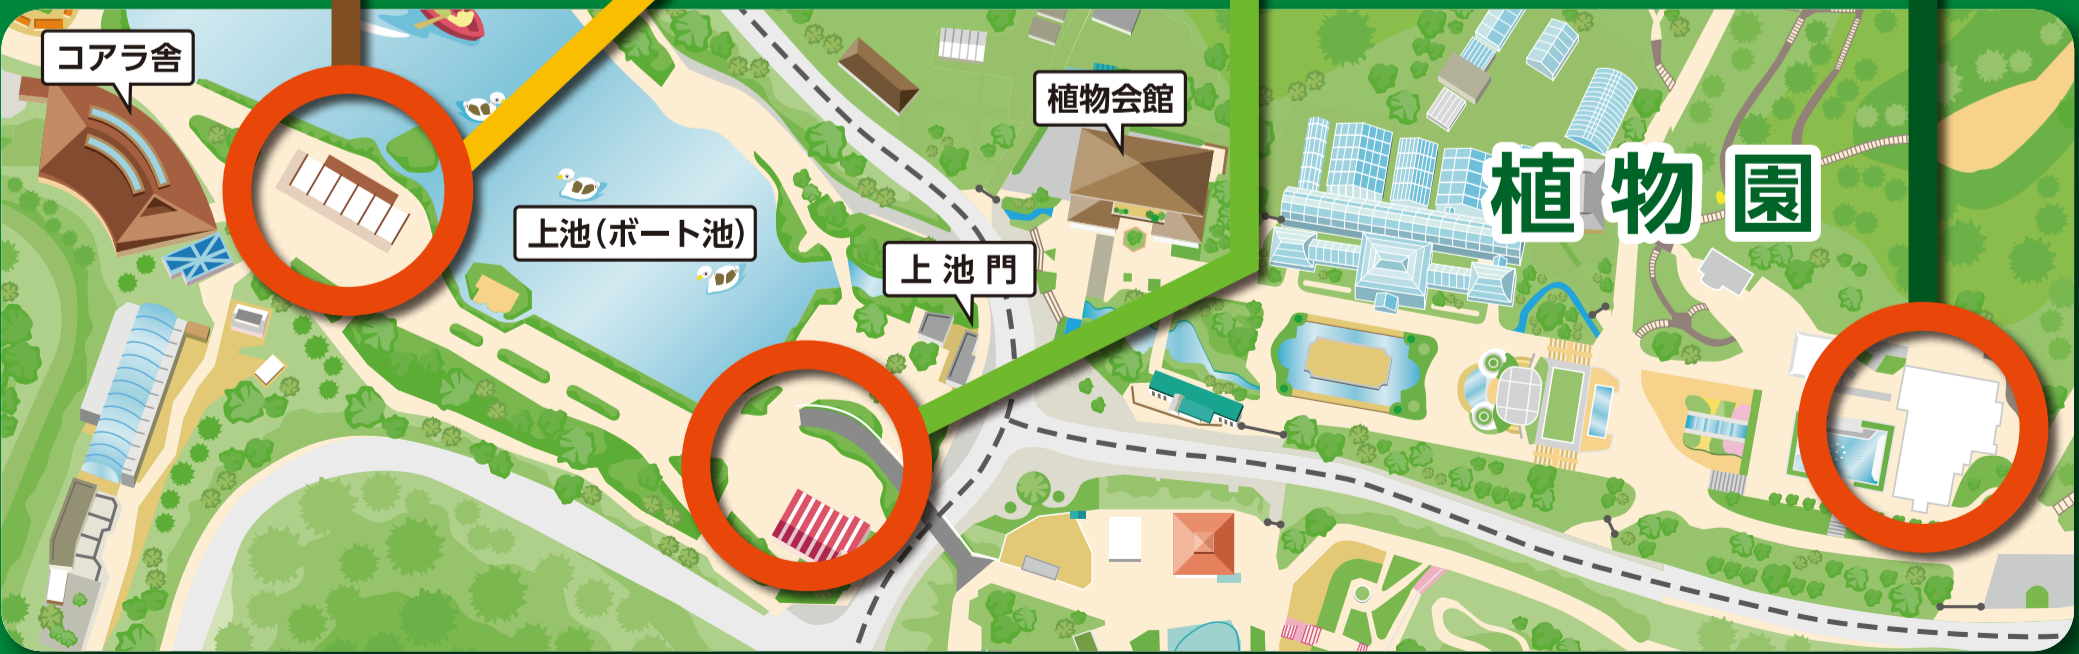 コアラ舎
植物会館
植物園
上池(ボート池)
上池門